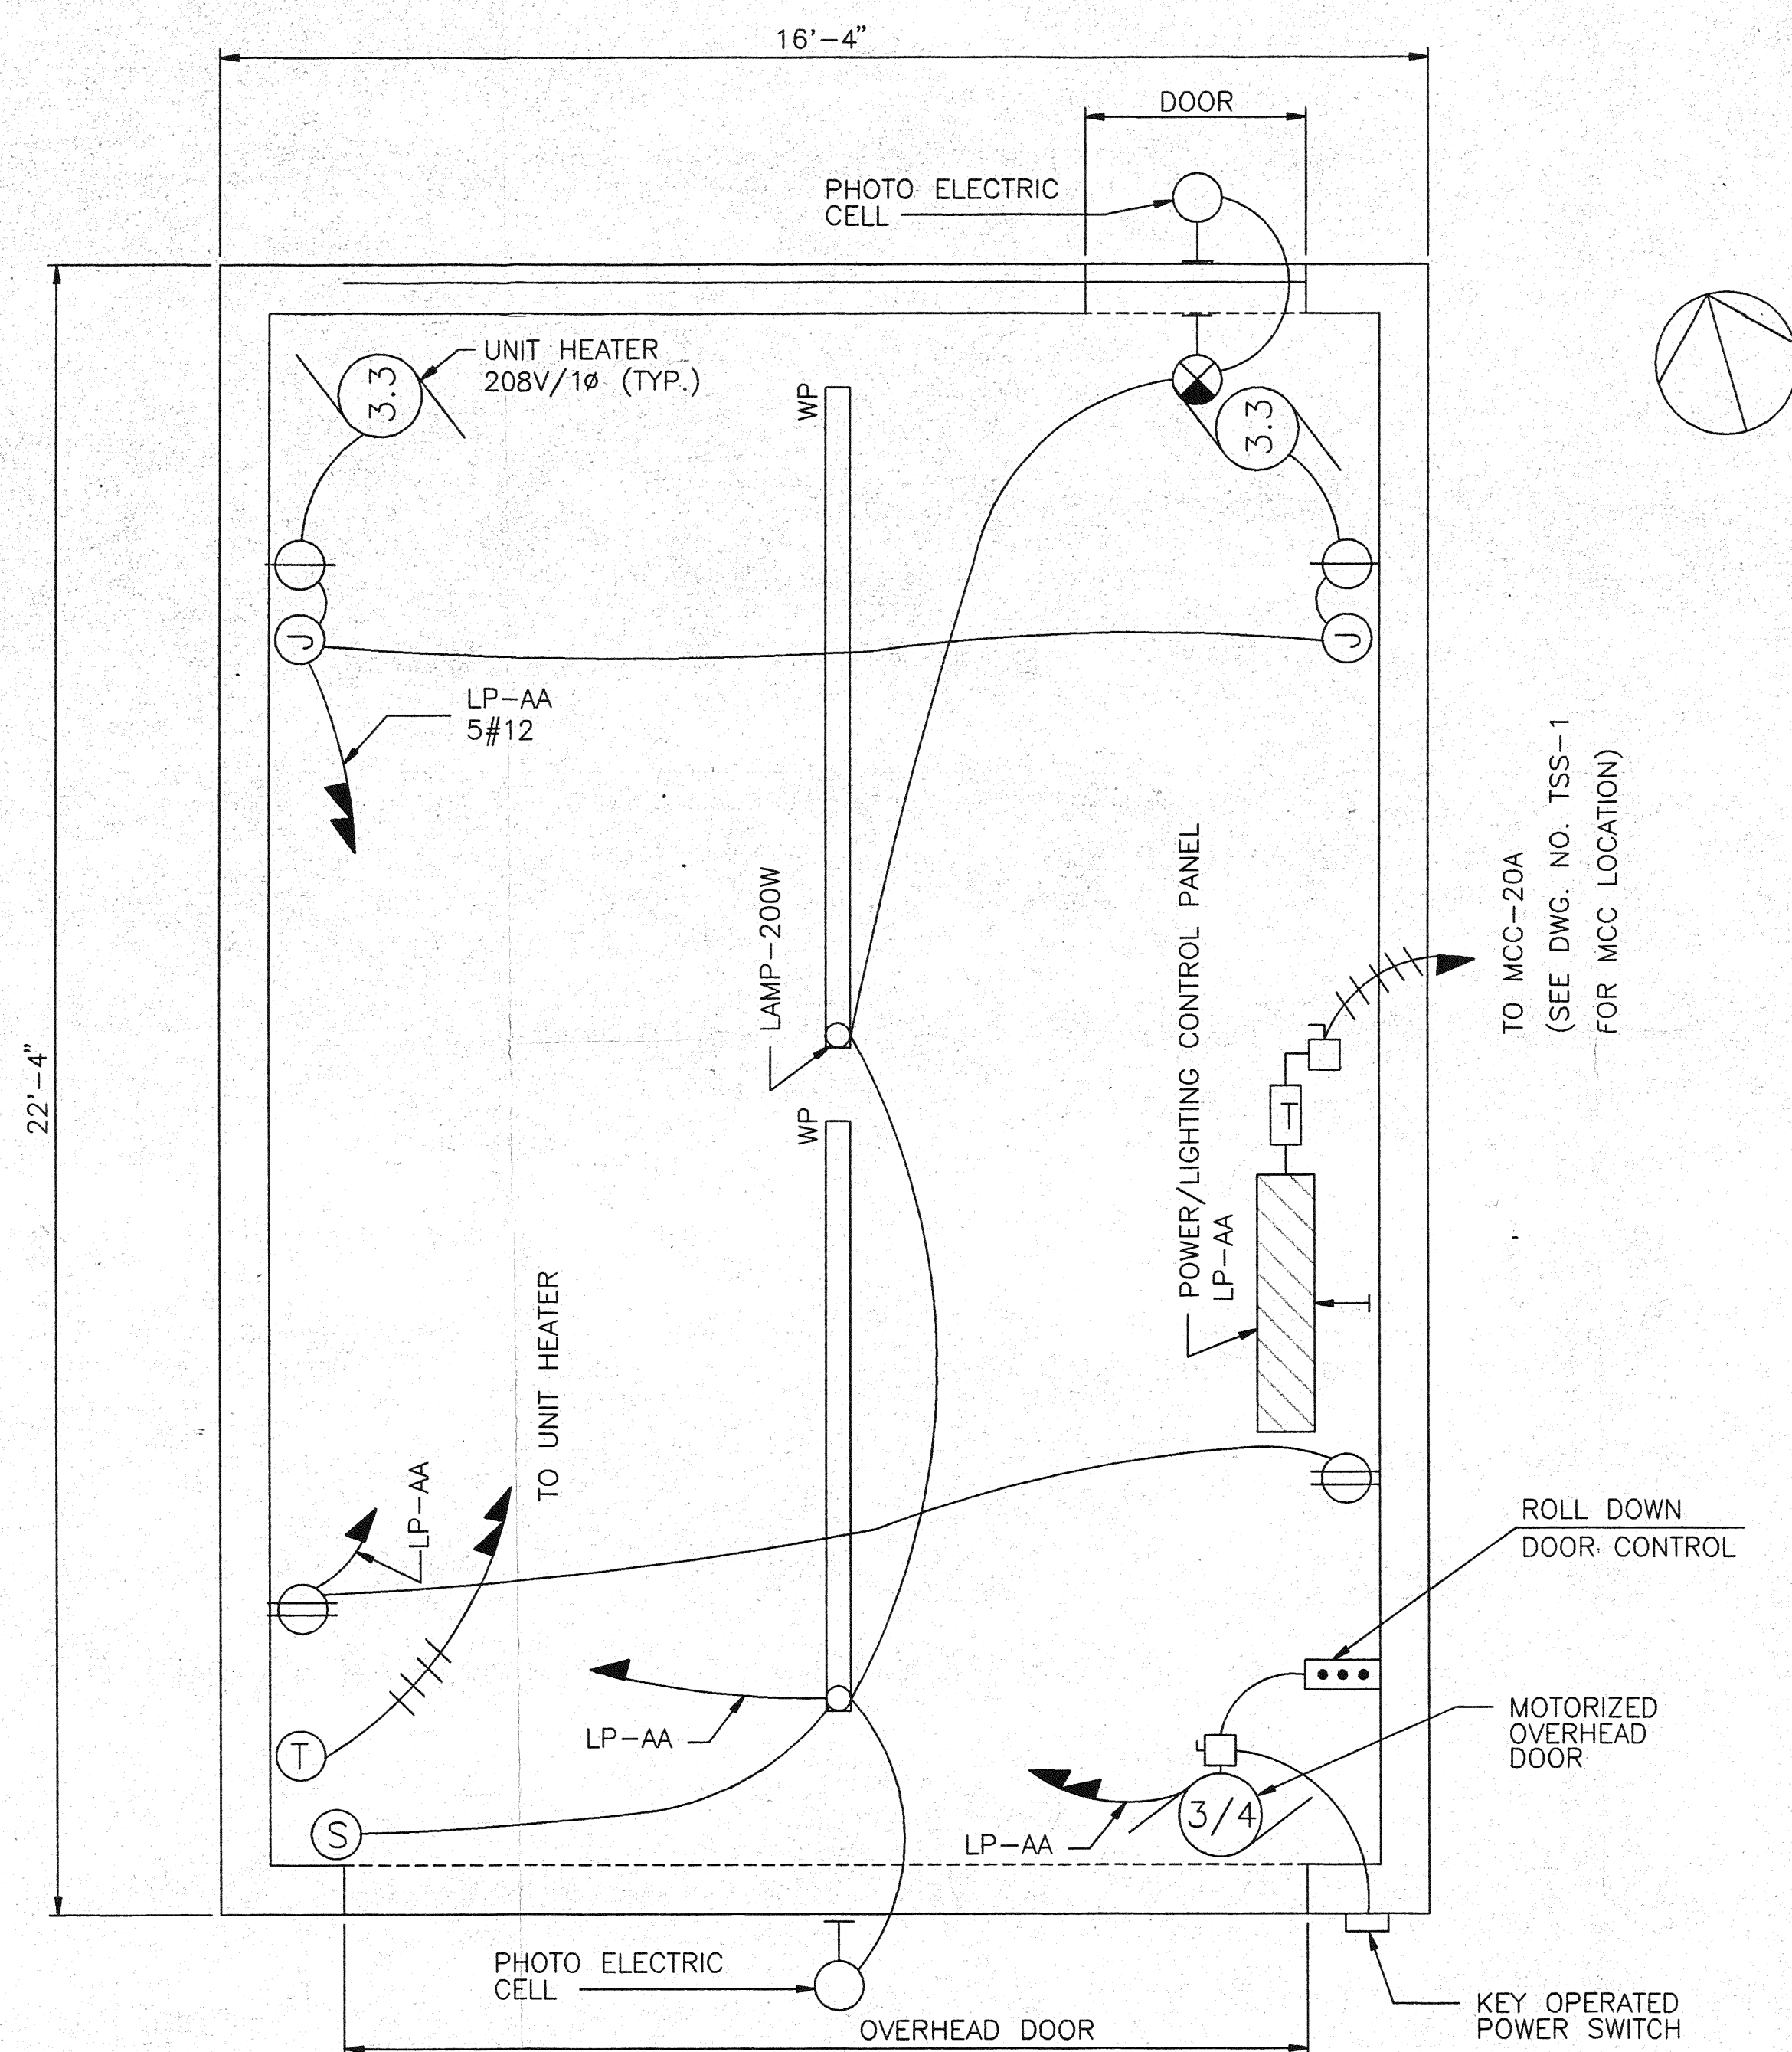 16'-4"
DOOR
PHOTO ELECTRIC
CELL
UNIT HEATER
208V/1ø (TYP.)
3.3
WP
3.3
J
J
LP-AA
5#12
LAMP-200W
POWER/LIGHTING CONTROL PANEL
LP-AA
TO MCC-20A
(SEE DWG. NO. TSS-1
FOR MCC LOCATION)
22'-4"
WP
T
TO UNIT HEATER
LP-AA
ROLL DOWN
DOOR CONTROL
LP-AA
T
MOTORIZED
OVERHEAD
DOOR
3/4
LP-AA
S
PHOTO ELECTRIC
CELL
KEY OPERATED
POWER SWITCH
OVERHEAD DOOR